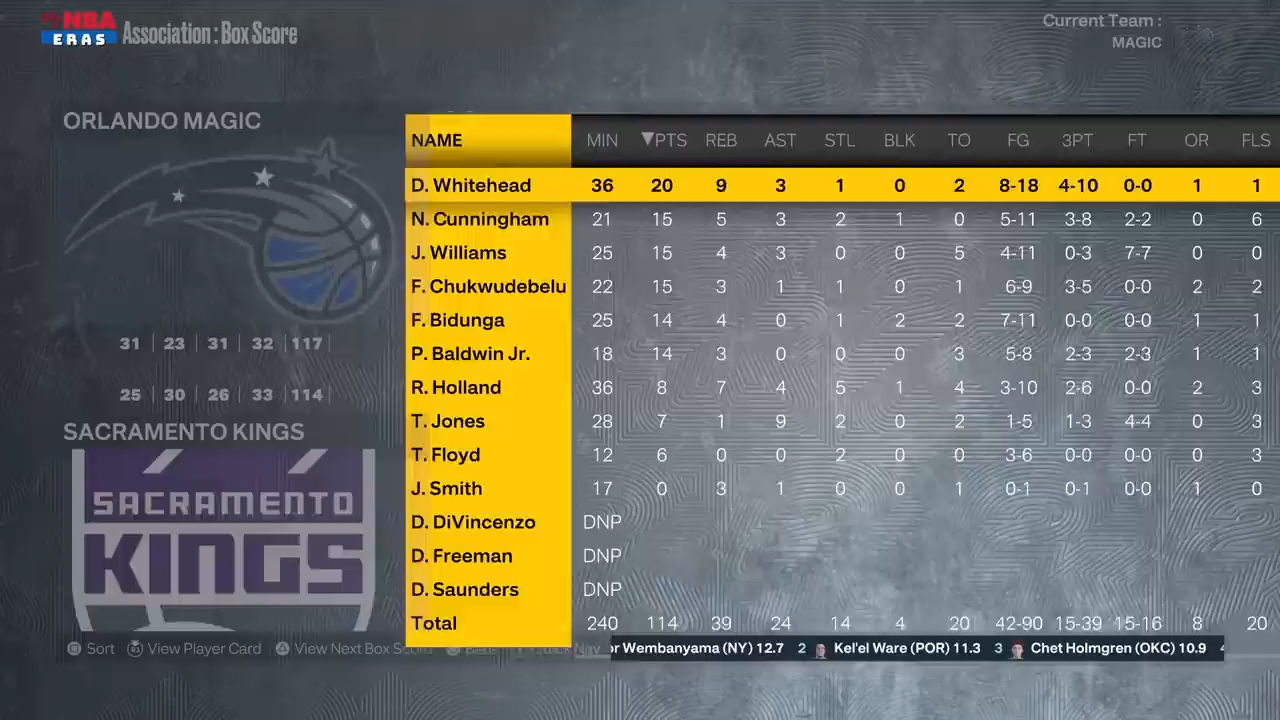 NBA ERAS Association: Box Score
Current Team :
MAGIC
ORLANDO MAGIC
31 | 23 | 31 | 32 | 117
25 | 30 | 26 | 33 | 114
SACRAMENTO KINGS
SACRAMENTO
KINGS
NAME MIN ▼PTS REB AST STL BLK TO FG 3PT FT OR FLS
D. Whitehead 36 20 9 3 1 0 2 8-18 4-10 0-0 1 1
N. Cunningham 21 15 5 3 2 1 0 5-11 3-8 2-2 0 6
J. Williams 25 15 4 3 0 0 5 4-11 0-3 7-7 0 0
F. Chukwudebelu 22 15 3 1 1 0 1 6-9 3-5 0-0 2 2
F. Bidunga 25 14 4 0 1 2 2 7-11 0-0 0-0 1 1
P. Baldwin Jr. 18 14 3 0 0 0 3 5-8 2-3 2-3 1 1
R. Holland 36 8 7 4 5 1 4 3-10 2-6 0-0 2 3
T. Jones 28 7 1 9 2 0 2 1-5 1-3 4-4 0 3
T. Floyd 12 6 0 0 2 0 0 3-6 0-0 0-0 0 3
J. Smith 17 0 3 1 0 0 1 0-1 0-1 0-0 1 0
D. DiVincenzo DNP
D. Freeman DNP
D. Saunders DNP
Total 240 114 39 24 14 4 20 42-90 15-39 15-16 8 20
Sort View Player Card View Next Box Score
Wembanyama (NY) 12.7 2 Kel'el Ware (POR) 11.3 3 Chet Holmgren (OKC) 10.9